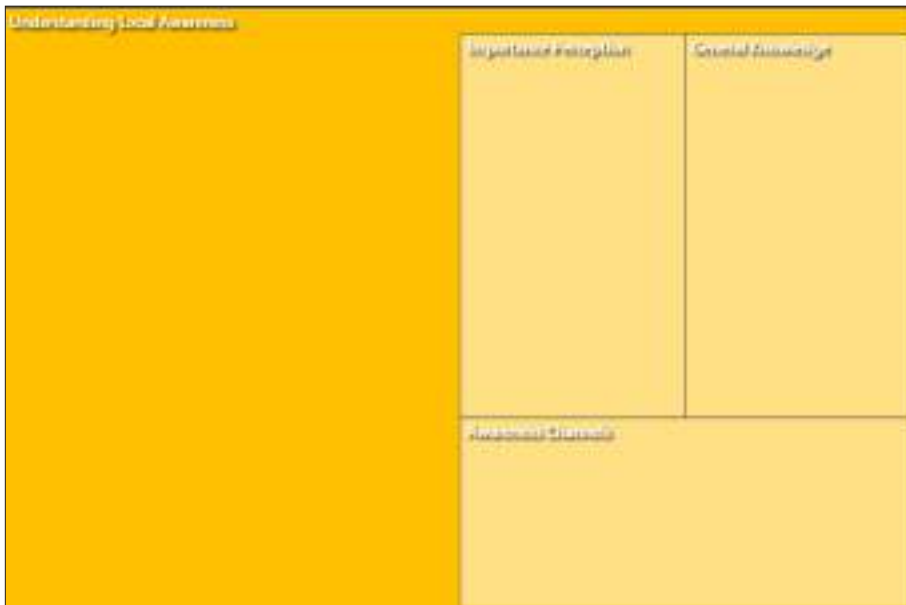 Understanding Local Awareness
Importance Perception
General Knowledge
Awareness Channels